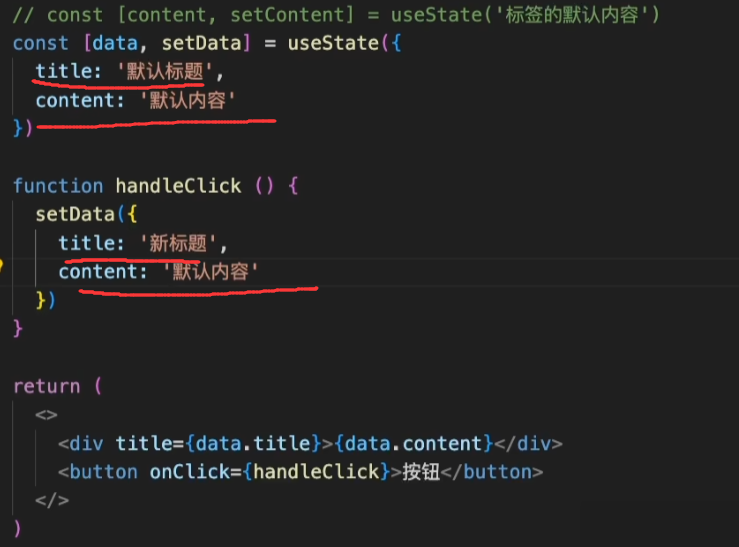 // const [content, setContent] = useState('标签的默认内容')
const [data, setData] = useState({
title: '默认标题',
content: '默认内容'
})
function handleClick () {
setData({
title: '新标题',
content: '默认内容'
})
}
return (
<>
<div title={data.title}>{data.content}</div>
<button onClick={handleClick}>按钮</button>
</>
)